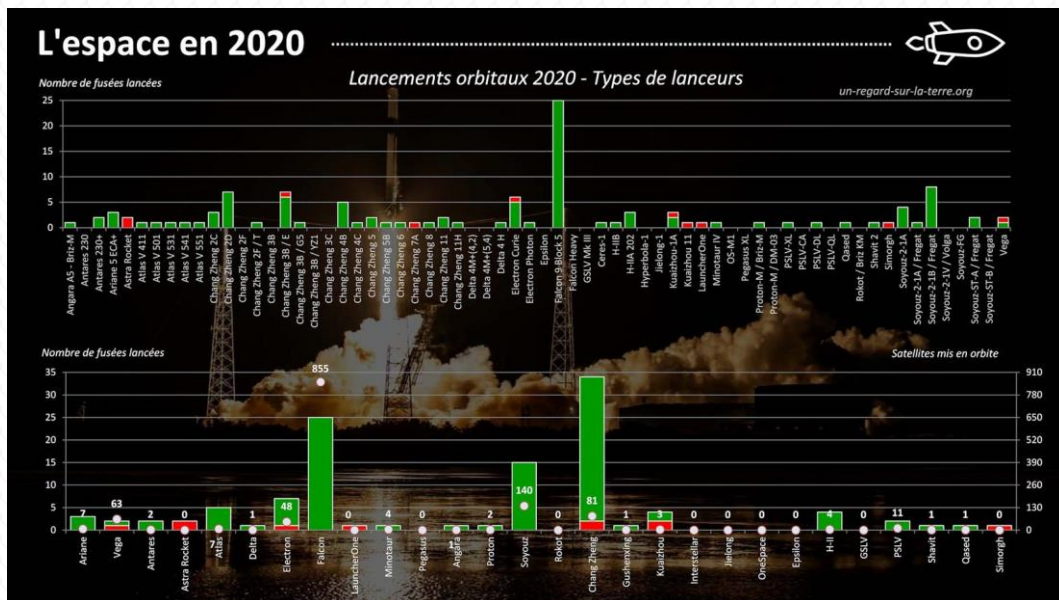 L'espace en 2020
Nombre de fusées lancées
Lancements orbitaux 2020 - Types de lanceurs
un-regard-sur-la-terre.org
25
20
15
10
5
0
Angara A5 - Briz-M
Antares 230
Antares 230+
Ariane 5 ECA+
Astra Rocket
Atlas V 411
Atlas V 501
Atlas V 531
Atlas V 541
Atlas V 551
Chang Zheng 2C
Chang Zheng 2D
Chang Zheng 2F
Chang Zheng 2F / T
Chang Zheng 3B
Chang Zheng 3B / E
Chang Zheng 3B / G5
Chang Zheng 3B / YZ1
Chang Zheng 3C
Chang Zheng 4B
Chang Zheng 4C
Chang Zheng 5
Chang Zheng 5B
Chang Zheng 6
Chang Zheng 7A
Chang Zheng 8
Chang Zheng 11
Chang Zheng 11H
Delta 4M+(4,2)
Delta 4M+(5,4)
Delta 4 H
Electron Curie
Electron Photon
Epsilon
Falcon 9 Block 5
Falcon Heavy
GSLV MK III
Ceres-1
H-IIB
H-IIA 202
Hyperbola-1
Jielong-1
Kuaizhou-1A
Kuaizhou 11
LauncherOne
Minotaur IV
OS-M1
Pegasus XL
Proton-M / Briz-M
Proton-M / DM-03
PSLV-XL
PSLV-CA
PSLV-DL
PSLV-QL
Qased
Rokot / Briz KM
Shavit 2
Simorgh
Soyouz-2-1A
Soyouz-2-1A / Fregat
Soyouz-2-1B / Fregat
Soyouz-2-1V / Volga
Soyouz-FG
Soyouz-ST-A / Fregat
Soyouz-ST-B / Fregat
Vega
Nombre de fusées lancées
Satellites mis en orbite
35
30
25
20
15
10
5
0
7
63
2
0
7
1
48
855
0
4
0
2
140
0
81
1
3
0
0
0
0
4
0
11
1
1
0
910
780
650
520
390
260
130
0
Ariane
Vega
Antares
Astra Rocket
Atlas
Delta
Electron
Falcon
LauncherOne
Minotaur
Pegasus
Angara
Proton
Soyouz
Rokot
Chang Zheng
Gushenxing
Kuaizhou
Interstellar
Jielong
OneSpace
Epsilon
H-II
GSLV
PSLV
Shavit
Qased
Simorgh